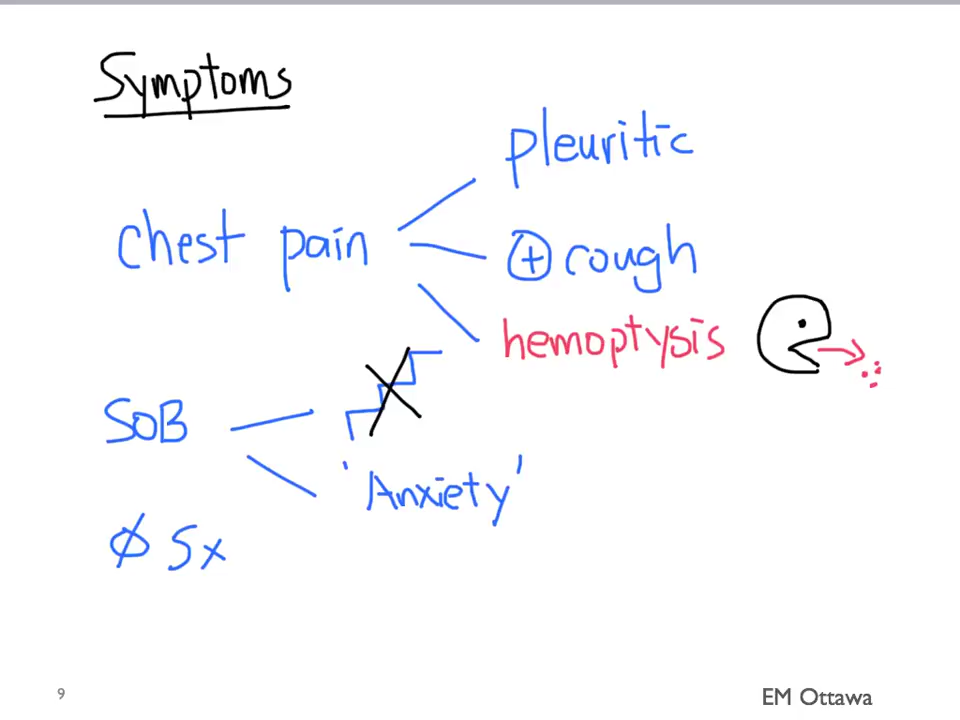 Symptoms
chest pain
pleuritic
+ cough
hemoptysis
SOB
'Anxiety'
Ø Sx
9
EM Ottawa